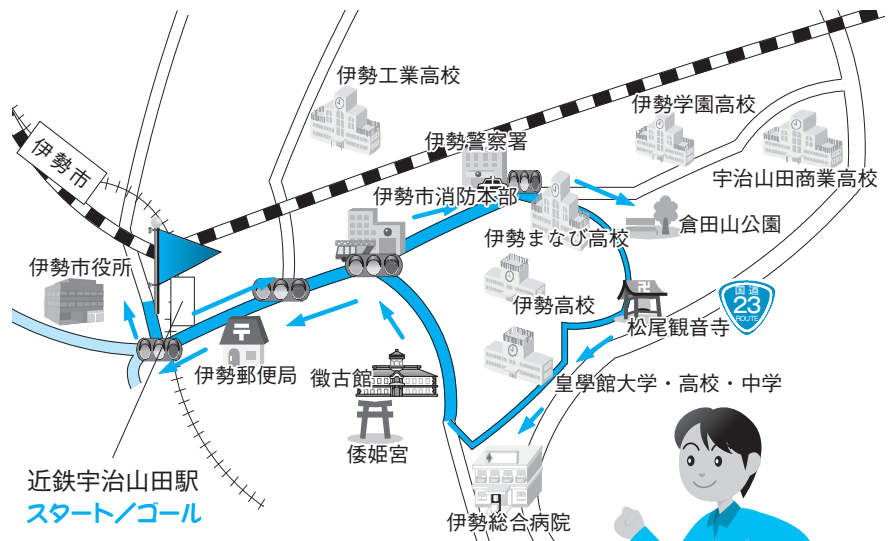 伊勢工業高校
伊勢学園高校
伊勢警察署
宇治山田商業高校
伊勢市
伊勢市消防本部
倉田山公園
伊勢まなび高校
伊勢市役所
伊勢高校
国道
23
ROUTE
松尾観音寺
伊勢郵便局
徴古館
皇學館大学・高校・中学
倭姫宮
近鉄宇治山田駅
スタート／ゴール
伊勢総合病院